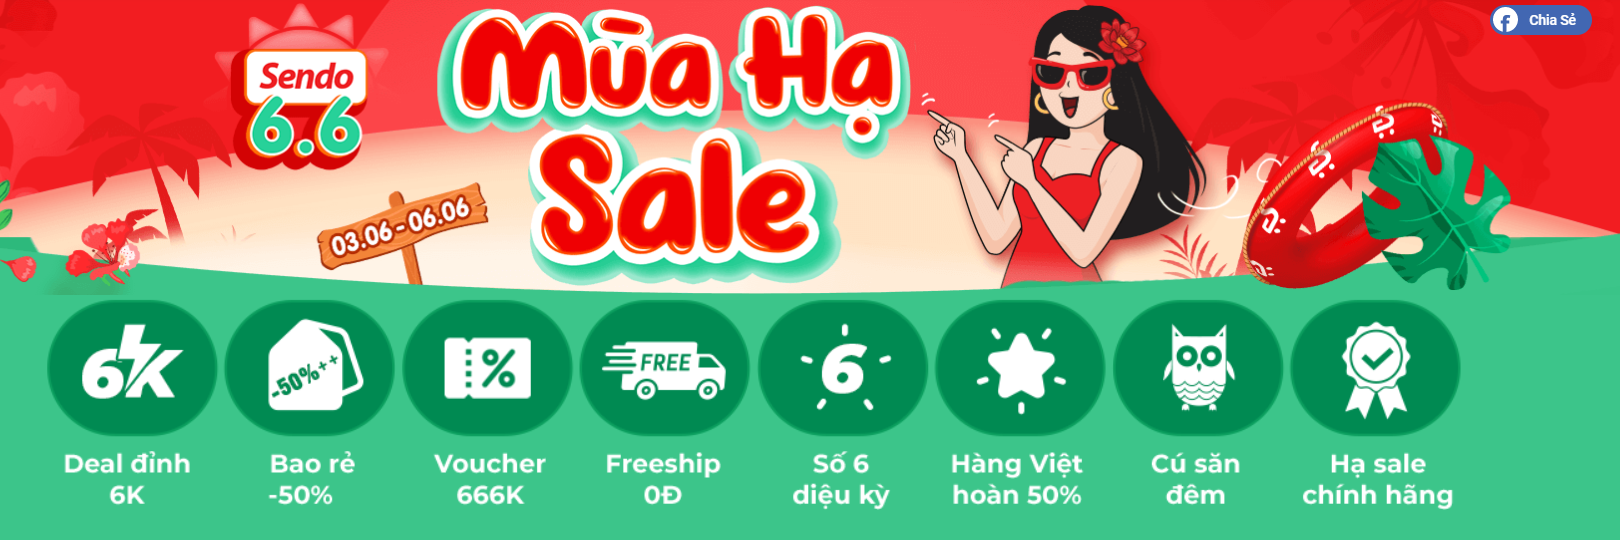 Chia Sẻ
Sendo
6.6
Mùa Hạ
Sale
03.06-06.06
6K
-50%++
%
FREE
6
Deal đỉnh
6K
Bao rẻ
-50%
Voucher
666K
Freeship
0Đ
Số 6
diệu kỳ
Hàng Việt
hoàn 50%
Cú săn
đêm
Hạ sale
chính hãng